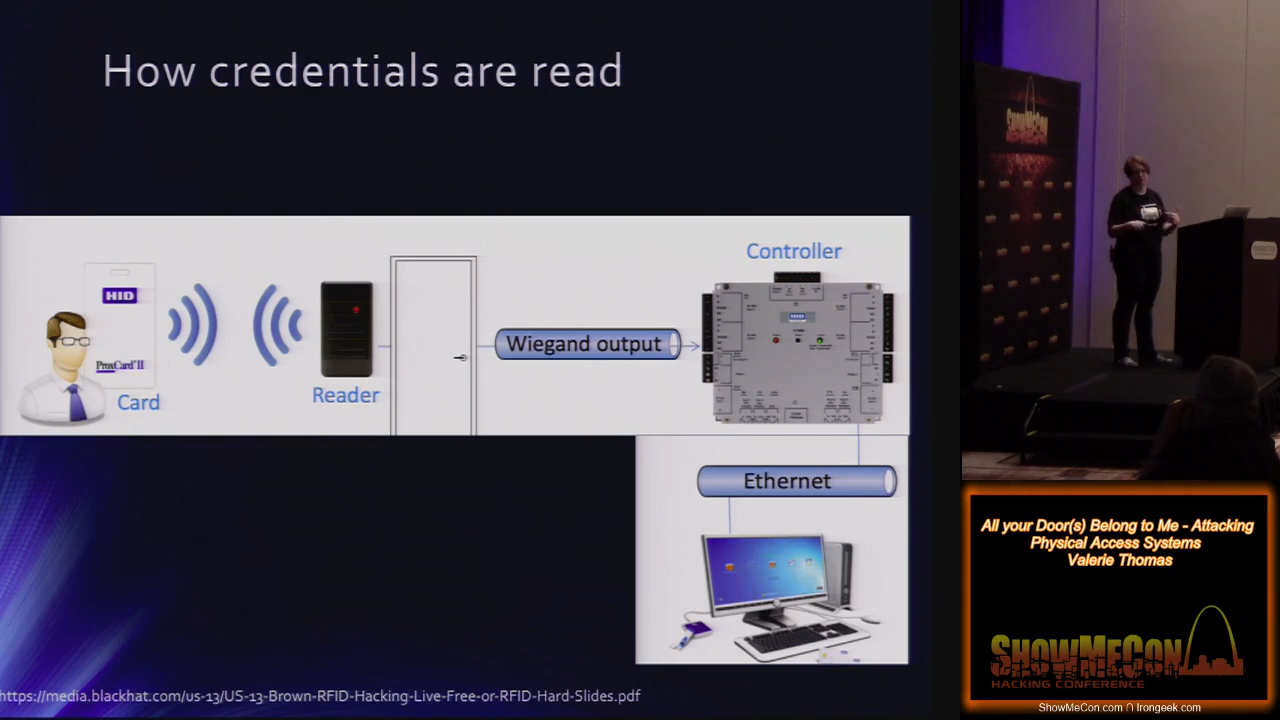 How credentials are read
Controller
HID
ProxCard II
Card
Reader
Wiegand output
Ethernet
https://media.blackhat.com/us-13/US-13-Brown-RFID-Hacking-Live-Free-or-RFID-Hard-Slides.pdf
ShowMeCon
All your Door(s) Belong to Me - Attacking
Physical Access Systems
Valerie Thomas
ShowMeCon
HACKING CONFERENCE
ShowMeCon.com ∩ Irongeek.com